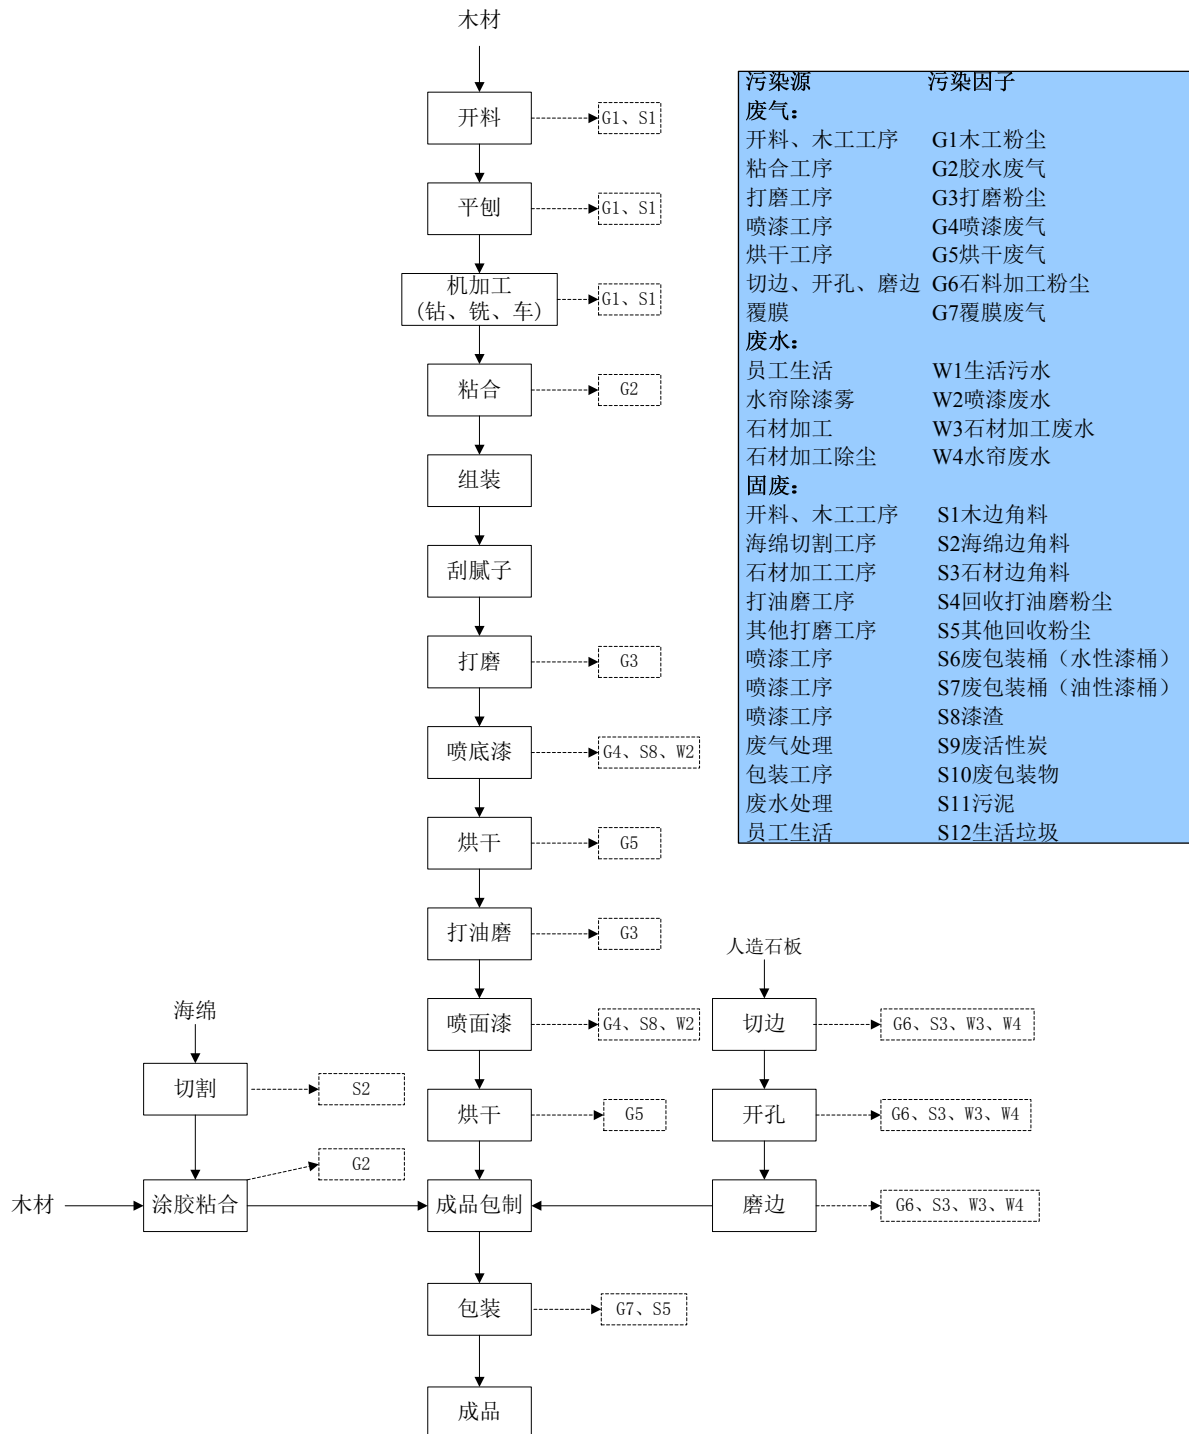 木材
开料
G1、S1
平刨
G1、S1
机加工
(钻、铣、车)
G1、S1
粘合
G2
组装
刮腻子
打磨
G3
喷底漆
G4、S8、W2
烘干
G5
打油磨
G3
喷面漆
G4、S8、W2
烘干
G5
海绵
切割
S2
木材
涂胶粘合
G2
人造石板
切边
G6、S3、W3、W4
开孔
G6、S3、W3、W4
磨边
G6、S3、W3、W4
成品包制
包装
G7、S5
成品
污染源 污染因子
废气：
开料、木工工序 G1木工粉尘
粘合工序 G2胶水废气
打磨工序 G3打磨粉尘
喷漆工序 G4喷漆废气
烘干工序 G5烘干废气
切边、开孔、磨边 G6石料加工粉尘
覆膜 G7覆膜废气
废水：
员工生活 W1生活污水
水帘除漆雾 W2喷漆废水
石材加工 W3石材加工废水
石材加工除尘 W4水帘废水
固废：
开料、木工工序 S1木边角料
海绵切割工序 S2海绵边角料
石材加工工序 S3石材边角料
打油磨工序 S4回收打油磨粉尘
其他打磨工序 S5其他回收粉尘
喷漆工序 S6废包装桶（水性漆桶）
喷漆工序 S7废包装桶（油性漆桶）
喷漆工序 S8漆渣
废气处理 S9废活性炭
包装工序 S10废包装物
废水处理 S11污泥
员工生活 S12生活垃圾